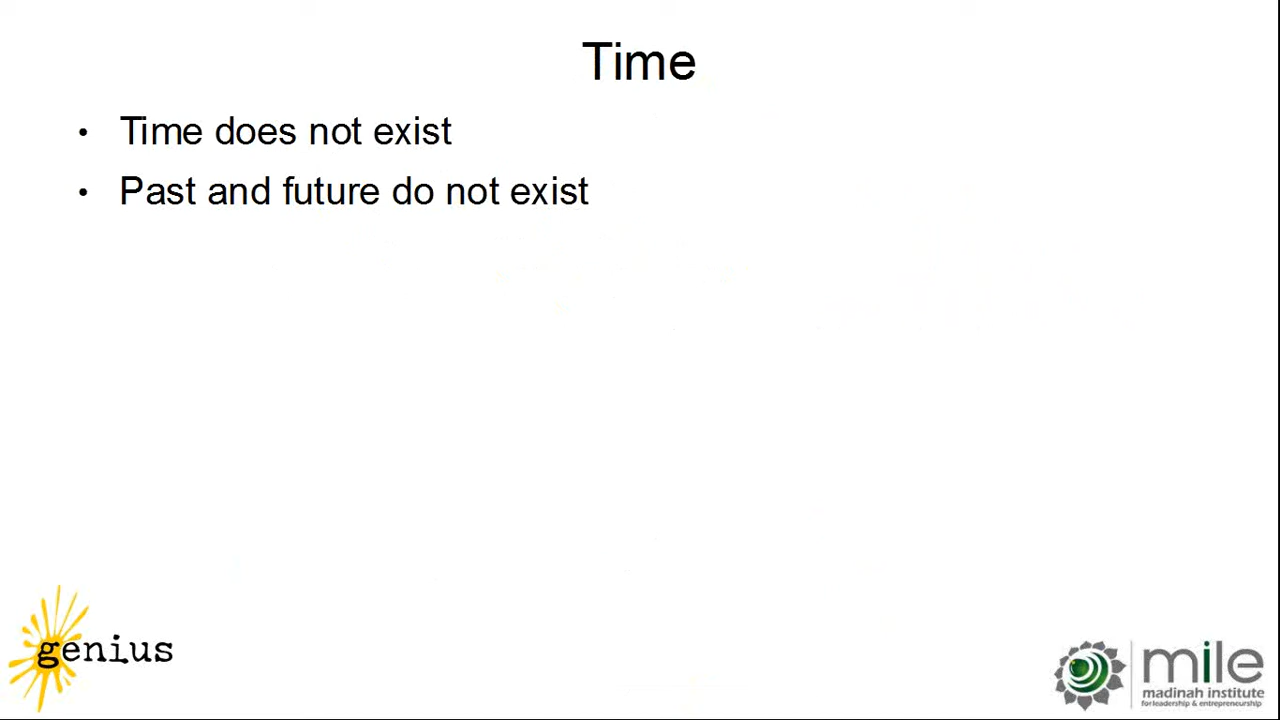 Time
• Time does not exist
• Past and future do not exist
genius
mile
madinah institute
for leadership & entrepreneurship